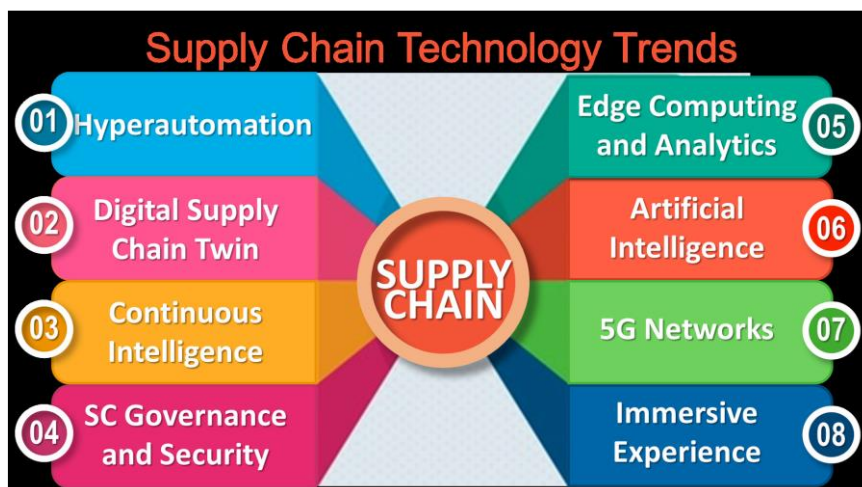 Supply Chain Technology Trends
01
Hyperautomation
02
Digital Supply
Chain Twin
03
Continuous
Intelligence
04
SC Governance
and Security
SUPPLY
CHAIN
Edge Computing
and Analytics
05
Artificial
Intelligence
06
5G Networks
07
Immersive
Experience
08